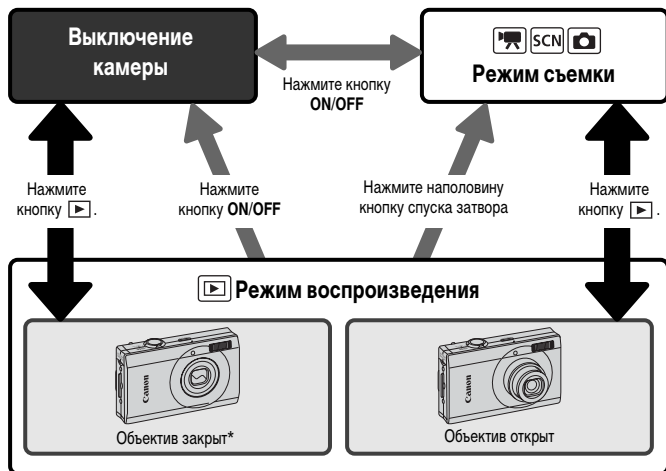 Выключение
камеры
SCN
Режим съемки
Нажмите кнопку
ON/OFF
Нажмите
кнопку .
Нажмите
кнопку ON/OFF
Нажмите наполовину
кнопку спуска затвора
Нажмите
кнопку .
Режим воспроизведения
Canon
Объектив закрыт*
Canon
Объектив открыт